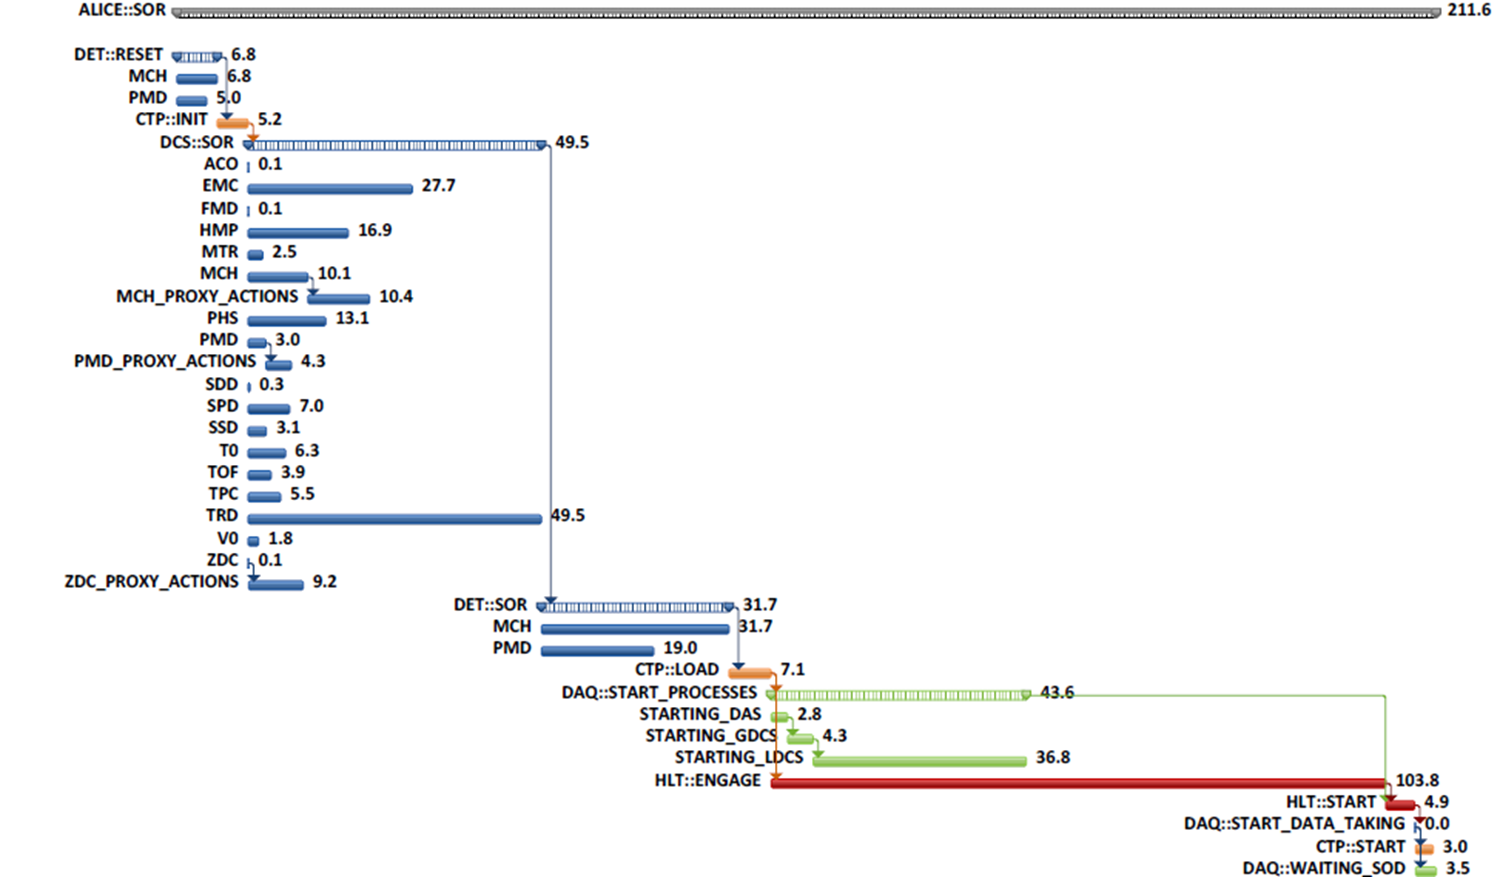 ALICE::SOR 211.6
DET::RESET 6.8
MCH 6.8
PMD 5.0
CTP::INIT 5.2
DCS::SOR 49.5
ACO 0.1
EMC 27.7
FMD 0.1
HMP 16.9
MTR 2.5
MCH 10.1
MCH_PROXY_ACTIONS 10.4
PHS 13.1
PMD 3.0
PMD_PROXY_ACTIONS 4.3
SDD 0.3
SPD 7.0
SSD 3.1
T0 6.3
TOF 3.9
TPC 5.5
TRD 49.5
V0 1.8
ZDC 0.1
ZDC_PROXY_ACTIONS 9.2
DET::SOR 31.7
MCH 31.7
PMD 19.0
CTP::LOAD 7.1
DAQ::START_PROCESSES 43.6
STARTING_DAS 2.8
STARTING_GDCS 4.3
STARTING_LDCS 36.8
HLT::ENGAGE 103.8
HLT::START 4.9
DAQ::START_DATA_TAKING 0.0
CTP::START 3.0
DAQ::WAITING_SOD 3.5